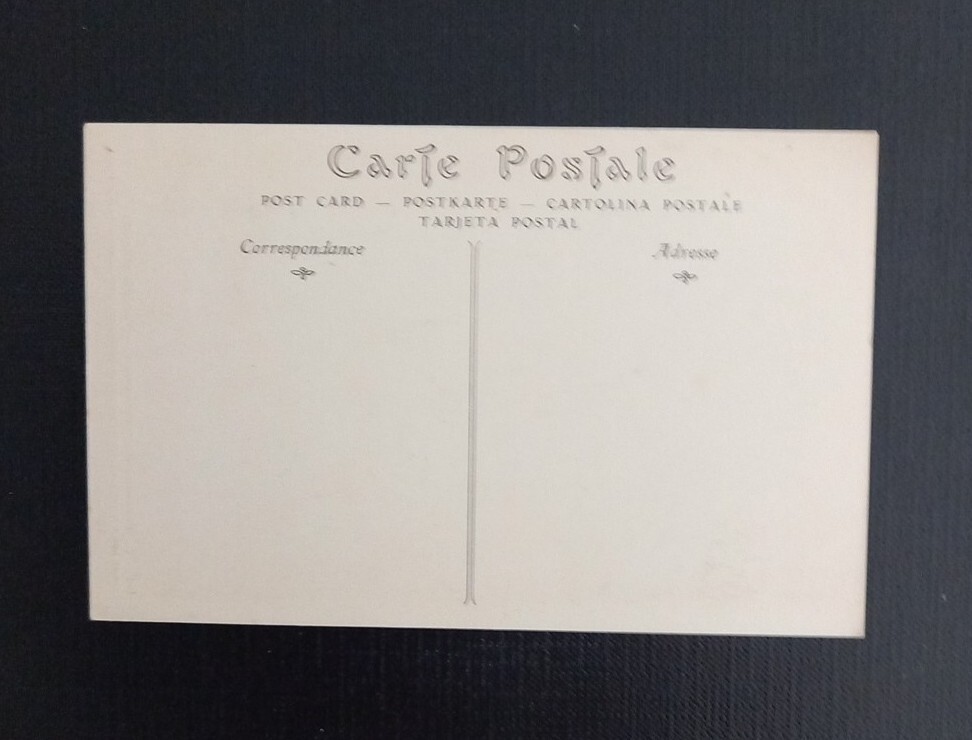 Carte Postale
POST CARD — POSTKARTE — CARTOLINA POSTALE
TARJETA POSTAL
Correspondance
Adresse